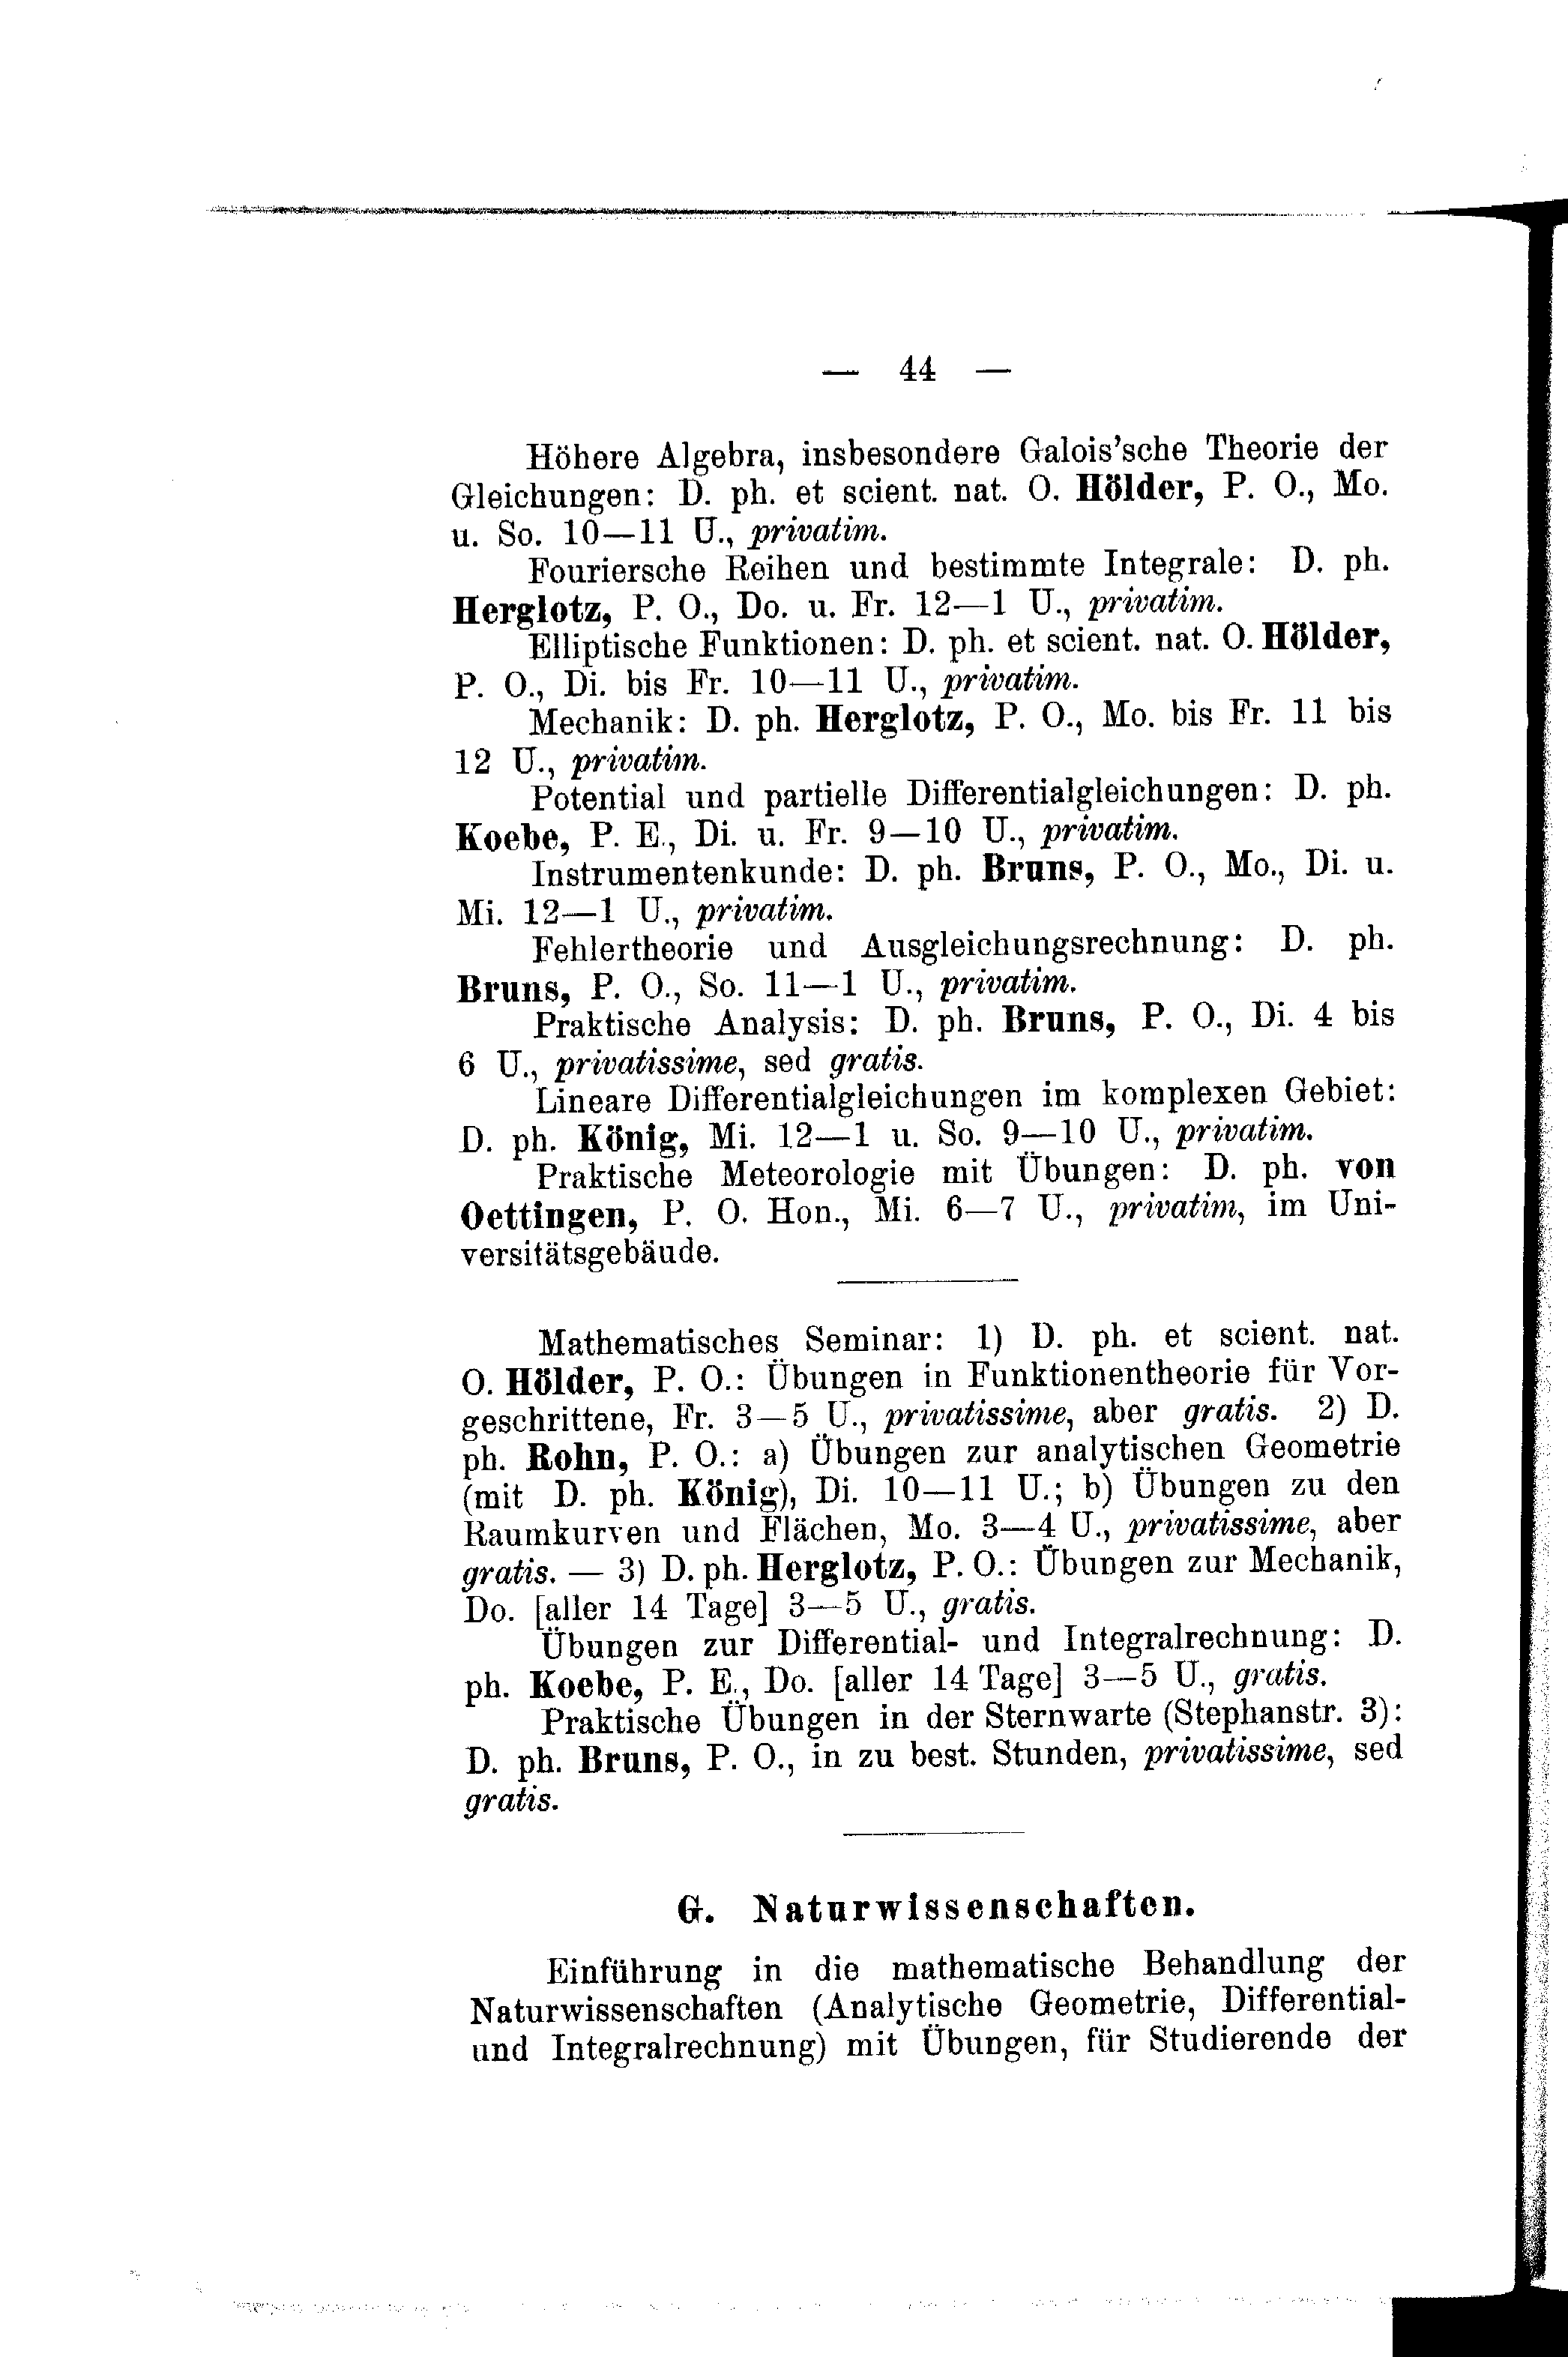 — 44 —
Höhere Algebra, insbesondere Galois'sche Theorie der
Gleichungen: D. ph. et scient. nat. O. Hölder, P. O., Mo.
u. So. 10—11 U., privatim.
Fouriersche Reihen und bestimmte Integrale: D. ph.
Herglotz, P. O., Do. u. Fr. 12—1 U., privatim.
Elliptische Funktionen: D. ph. et scient. nat. O. Hölder,
P. O., Di. bis Fr. 10—11 U., privatim.
Mechanik: D. ph. Herglotz, P. O., Mo. bis Fr. 11 bis
12 U., privatim.
Potential und partielle Differentialgleichungen: D. ph.
Koebe, P. E., Di. u. Fr. 9—10 U., privatim.
Instrumentenkunde: D. ph. Bruns, P. O., Mo., Di. u.
Mi. 12—1 U., privatim.
Fehlertheorie und Ausgleichungsrechnung: D. ph.
Bruns, P. O., So. 11—1 U., privatim.
Praktische Analysis: D. ph. Bruns, P. O., Di. 4 bis
6 U., privatissime, sed gratis.
Lineare Differentialgleichungen im komplexen Gebiet:
D. ph. König, Mi. 12—1 u. So. 9—10 U., privatim.
Praktische Meteorologie mit Übungen: D. ph. von
Oettingen, P. O. Hon., Mi. 6—7 U., privatim, im Uni-
versitätsgebäude.
Mathematisches Seminar: 1) D. ph. et scient. nat.
O. Hölder, P. O.: Übungen in Funktionentheorie für Vor-
geschrittene, Fr. 3—5 U., privatissime, aber gratis. 2) D.
ph. Rohn, P. O.: a) Übungen zur analytischen Geometrie
(mit D. ph. König), Di. 10—11 U.; b) Übungen zu den
Raumkurven und Flächen, Mo. 3—4 U., privatissime, aber
gratis. — 3) D. ph. Herglotz, P. O.: Übungen zur Mechanik,
Do. [aller 14 Tage] 3—5 U., gratis.
Übungen zur Differential- und Integralrechnung: D.
ph. Koebe, P. E., Do. [aller 14 Tage] 3—5 U., gratis.
Praktische Übungen in der Sternwarte (Stephanstr. 3):
D. ph. Bruns, P. O., in zu best. Stunden, privatissime, sed
gratis.
G. Naturwissenschaften.
Einführung in die mathematische Behandlung der
Naturwissenschaften (Analytische Geometrie, Differential-
und Integralrechnung) mit Übungen, für Studierende der